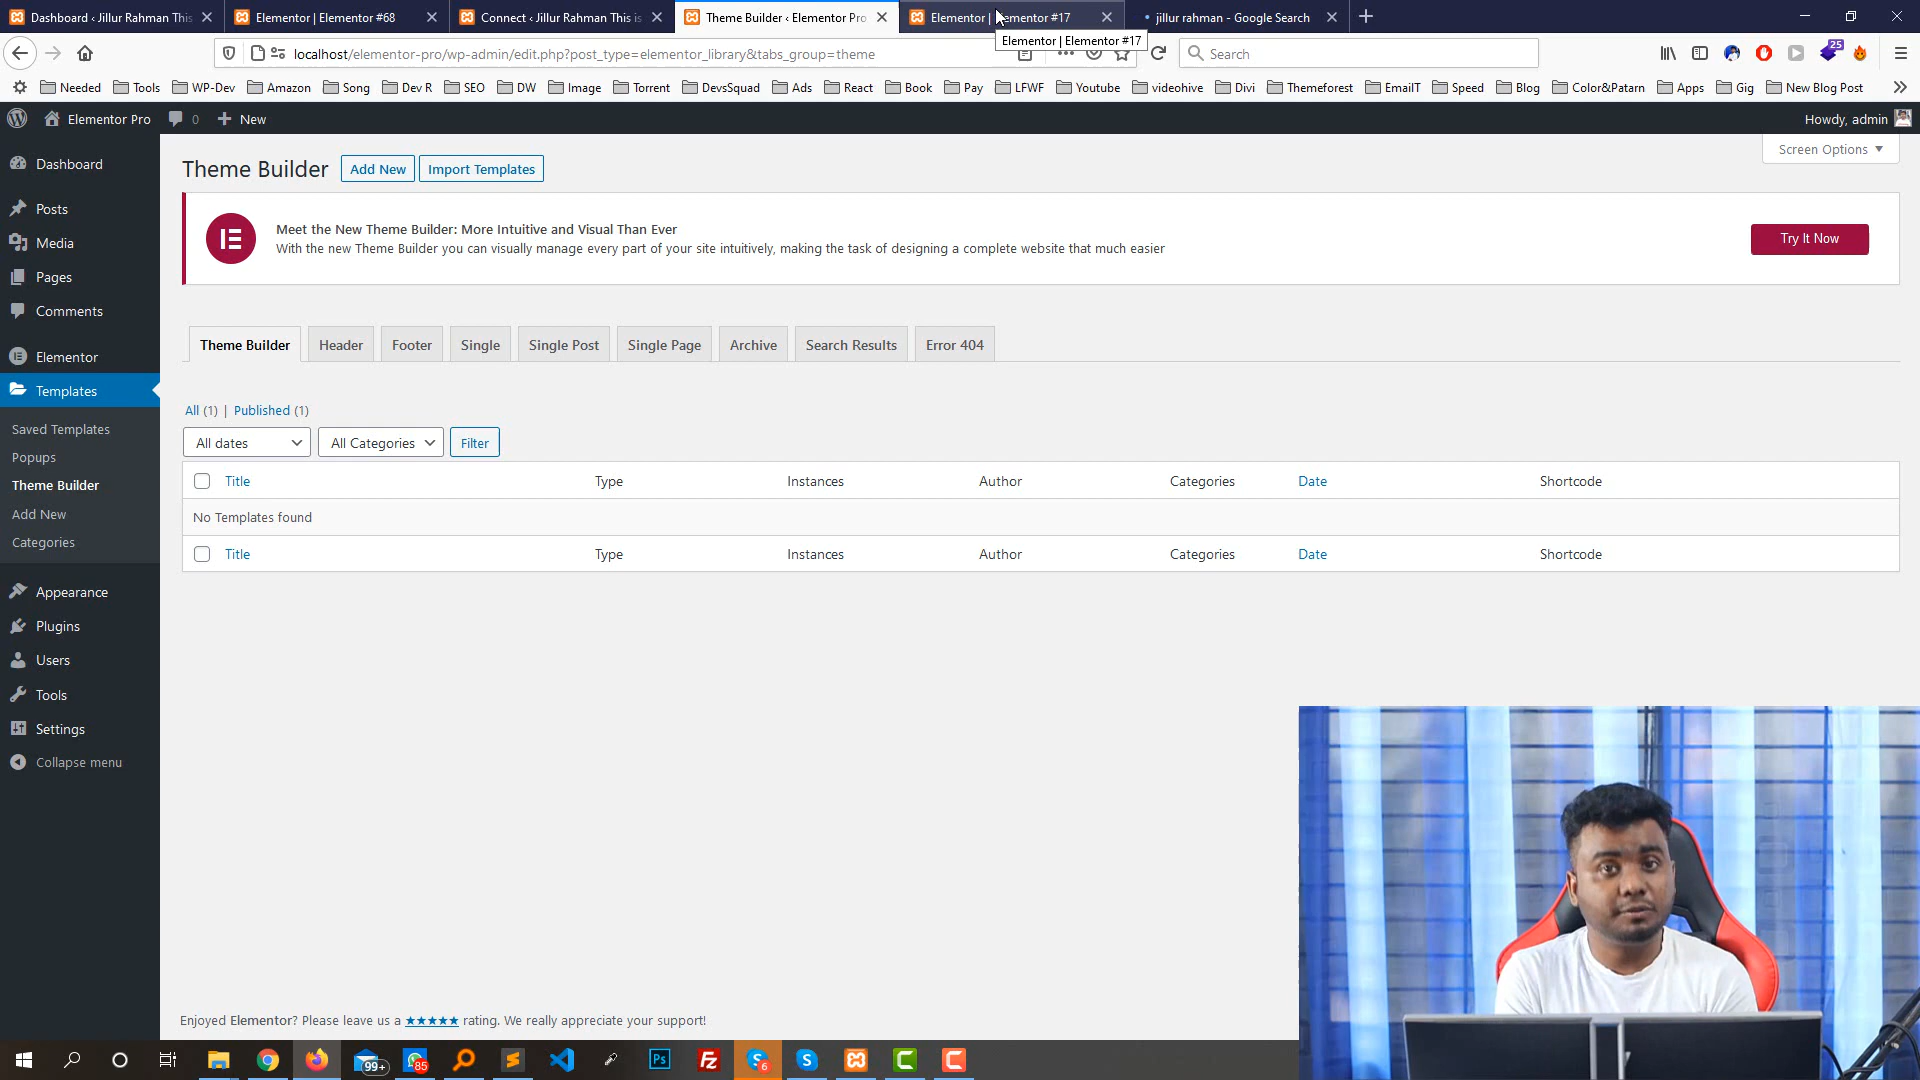 Dashboard ‹ Jillur Rahman This
Elementor | Elementor #68
Connect ‹ Jillur Rahman This is
Theme Builder ‹ Elementor Pro
Elementor | Elementor #17
jillur rahman - Google Search
localhost/elementor-pro/wp-admin/edit.php?post_type=elementor_library&tabs_group=theme
Elementor | Elementor #17
Search
25
Needed
Tools
WP-Dev
Amazon
Song
Dev R
SEO
DW
Image
Torrent
DevsSquad
Ads
React
Book
Pay
LFWF
Youtube
videohive
Divi
Themeforest
EmailT
Speed
Blog
Color&Patarn
Apps
Gig
New Blog Post
Elementor Pro
0
New
Howdy, admin
Screen Options
Dashboard
Posts
Media
Pages
Comments
Elementor
Templates
Saved Templates
Popups
Theme Builder
Add New
Categories
Appearance
Plugins
Users
Tools
Settings
Collapse menu
Theme Builder
Add New
Import Templates
Meet the New Theme Builder: More Intuitive and Visual Than Ever
With the new Theme Builder you can visually manage every part of your site intuitively, making the task of designing a complete website that much easier
Try It Now
Theme Builder
Header
Footer
Single
Single Post
Single Page
Archive
Search Results
Error 404
All (1) | Published (1)
All dates
All Categories
Filter
Title
Type
Instances
Author
Categories
Date
Shortcode
No Templates found
Title
Type
Instances
Author
Categories
Date
Shortcode
Enjoyed Elementor? Please leave us a ★★★★★ rating. We really appreciate your support!
99+
85
Ps
Fz
6